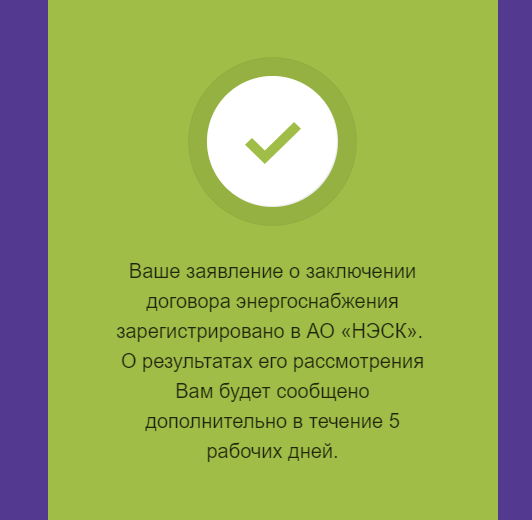 Ваше заявление о заключении
договора энергоснабжения
зарегистрировано в АО «НЭСК».
О результатах его рассмотрения
Вам будет сообщено
дополнительно в течение 5
рабочих дней.